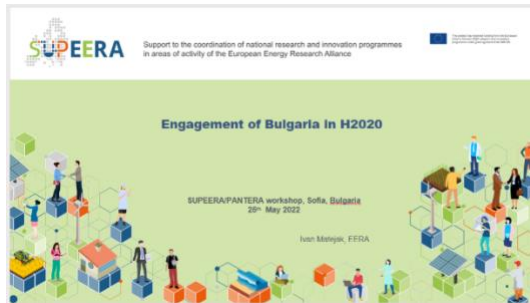 SUPEERA
Support to the coordination of national research and innovation programmes
in areas of activity of the European Energy Research Alliance
Engagement of Bulgaria in H2020
SUPEERA/PANTERA workshop, Sofia, Bulgaria
May 2022
Ivan Matejak, EERA